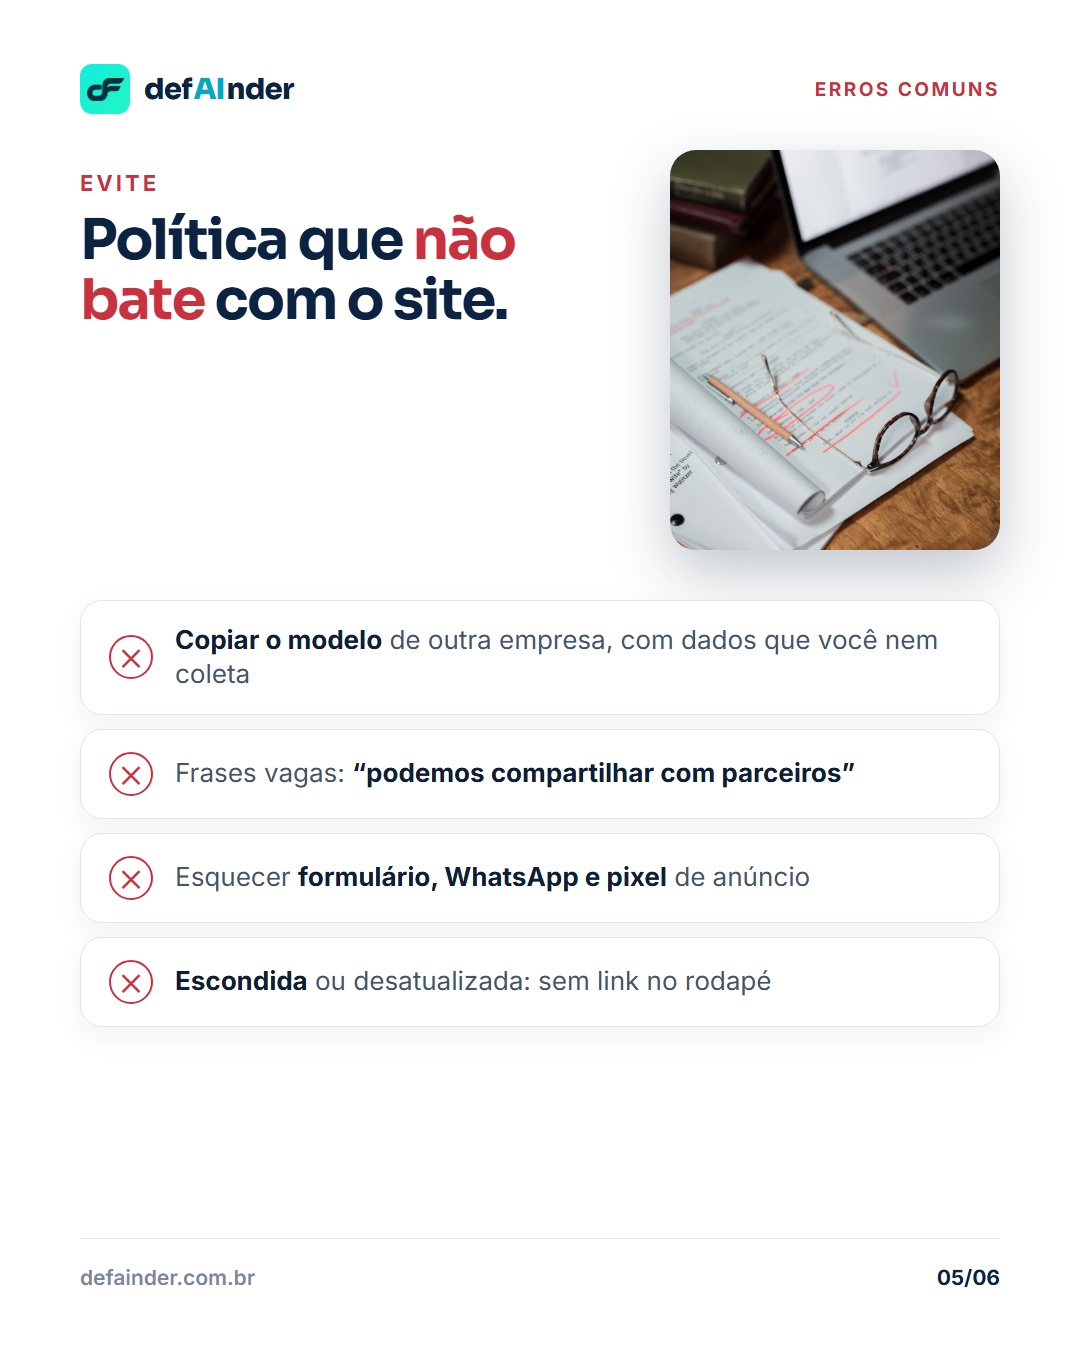 defAInder
ERROS COMUNS
EVITE
Política que não
bate com o site.
Copiar o modelo de outra empresa, com dados que você nem
coleta
Frases vagas: “podemos compartilhar com parceiros”
Esquecer formulário, WhatsApp e pixel de anúncio
Escondida ou desatualizada: sem link no rodapé
defainder.com.br
05/06